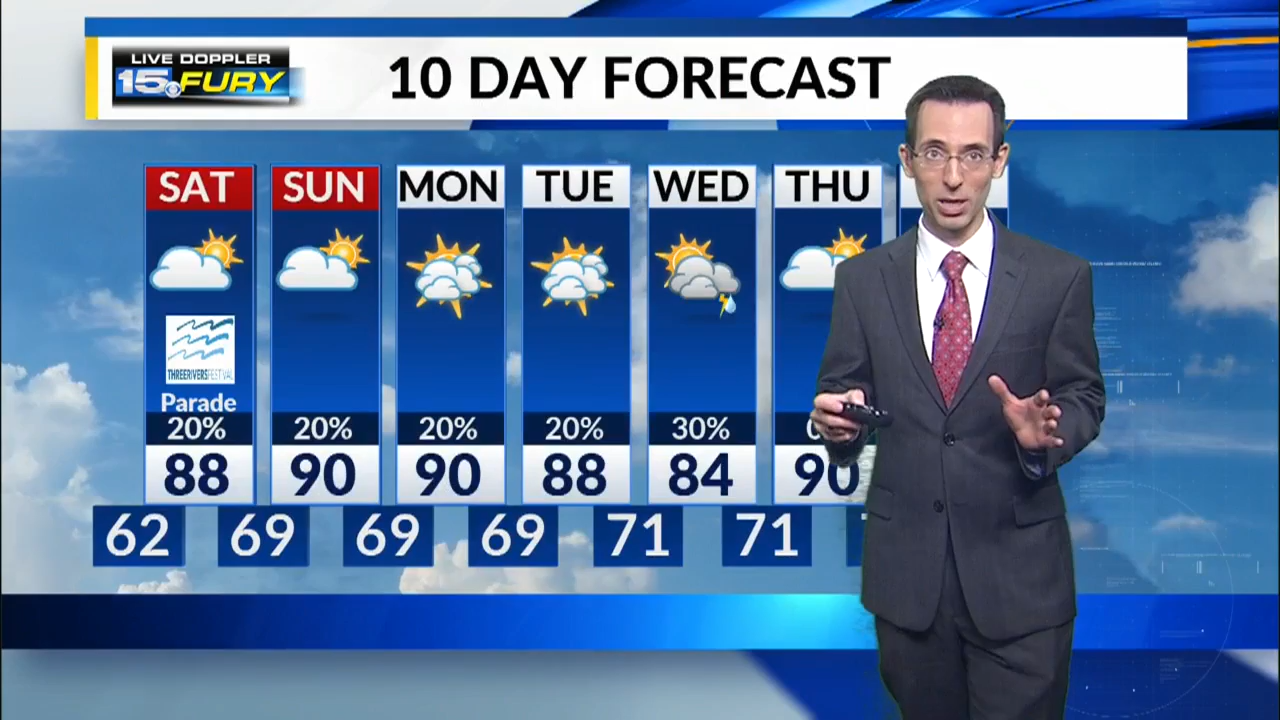 LIVE DOPPLER
15 FURY
10 DAY FORECAST
SAT SUN MON TUE WED THU
THREERIVERSFESTIVAL
Parade
20% 20% 20% 20% 30%
88 90 90 88 84 90
62 69 69 69 71 71